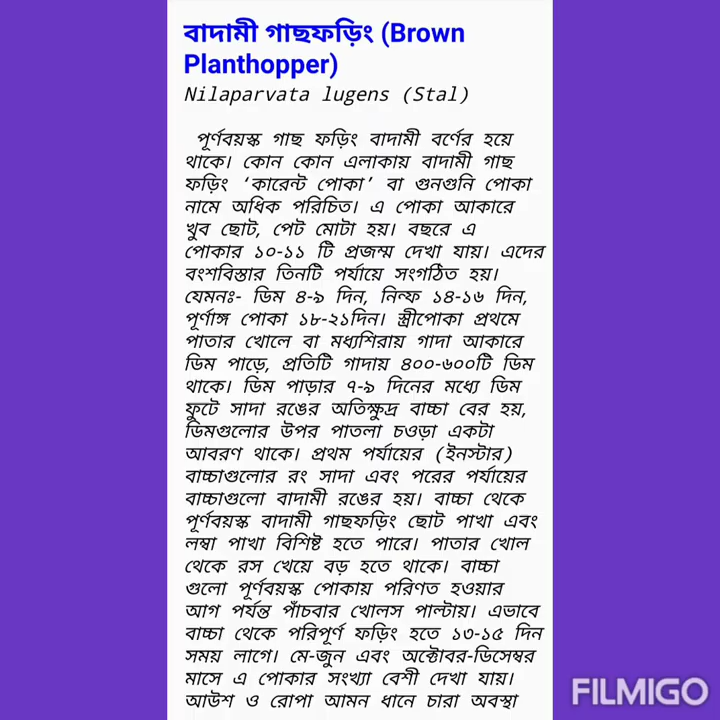 বাদামী গাছফড়িং (Brown
Planthopper)
Nilaparvata lugens (Stal)
পূর্ণবয়স্ক গাছ ফড়িং বাদামী বর্ণের হয়ে
থাকে। কোন কোন এলাকায় বাদামী গাছ
ফড়িং ‘কারেন্ট পোকা’ বা গুনগুনি পোকা
নামে অধিক পরিচিত। এ পোকা আকারে
খুব ছোট, পেট মোটা হয়। বছরে এ
পোকার ১০-১১ টি প্রজম্ম দেখা যায়। এদের
বংশবিস্তার তিনটি পর্যায়ে সংগঠিত হয়।
যেমনঃ- ডিম ৪-৯ দিন, নিম্ফ ১৪-১৬ দিন,
পূর্ণাঙ্গ পোকা ১৮-২১দিন। স্ত্রীপোকা প্রথমে
পাতার খোলে বা মধ্যশিরায় গাদা আকারে
ডিম পাড়ে, প্রতিটি গাদায় ৪০০-৬০০টি ডিম
থাকে। ডিম পাড়ার ৭-৯ দিনের মধ্যে ডিম
ফুটে সাদা রঙের অতিক্ষুদ্র বাচ্চা বের হয়,
ডিমগুলোর উপর পাতলা চওড়া একটা
আবরণ থাকে। প্রথম পর্যায়ের (ইনস্টার)
বাচ্চাগুলোর রং সাদা এবং পরের পর্যায়ের
বাচ্চাগুলো বাদামী রঙের হয়। বাচ্চা থেকে
পূর্ণবয়স্ক বাদামী গাছফড়িং ছোট পাখা এবং
লম্বা পাখা বিশিষ্ট হতে পারে। পাতার খোল
থেকে রস খেয়ে বড় হতে থাকে। বাচ্চা
গুলো পূর্ণবয়স্ক পোকায় পরিণত হওয়ার
আগ পর্যন্ত পাঁচবার খোলস পাল্টায়। এভাবে
বাচ্চা থেকে পরিপূর্ণ ফড়িং হতে ১৩-১৫ দিন
সময় লাগে। মে-জুন এবং অক্টোবর-ডিসেম্বর
মাসে এ পোকার সংখ্যা বেশী দেখা যায়।
আউশ ও রোপা আমন ধানে চারা অবস্থা
FILMIGO